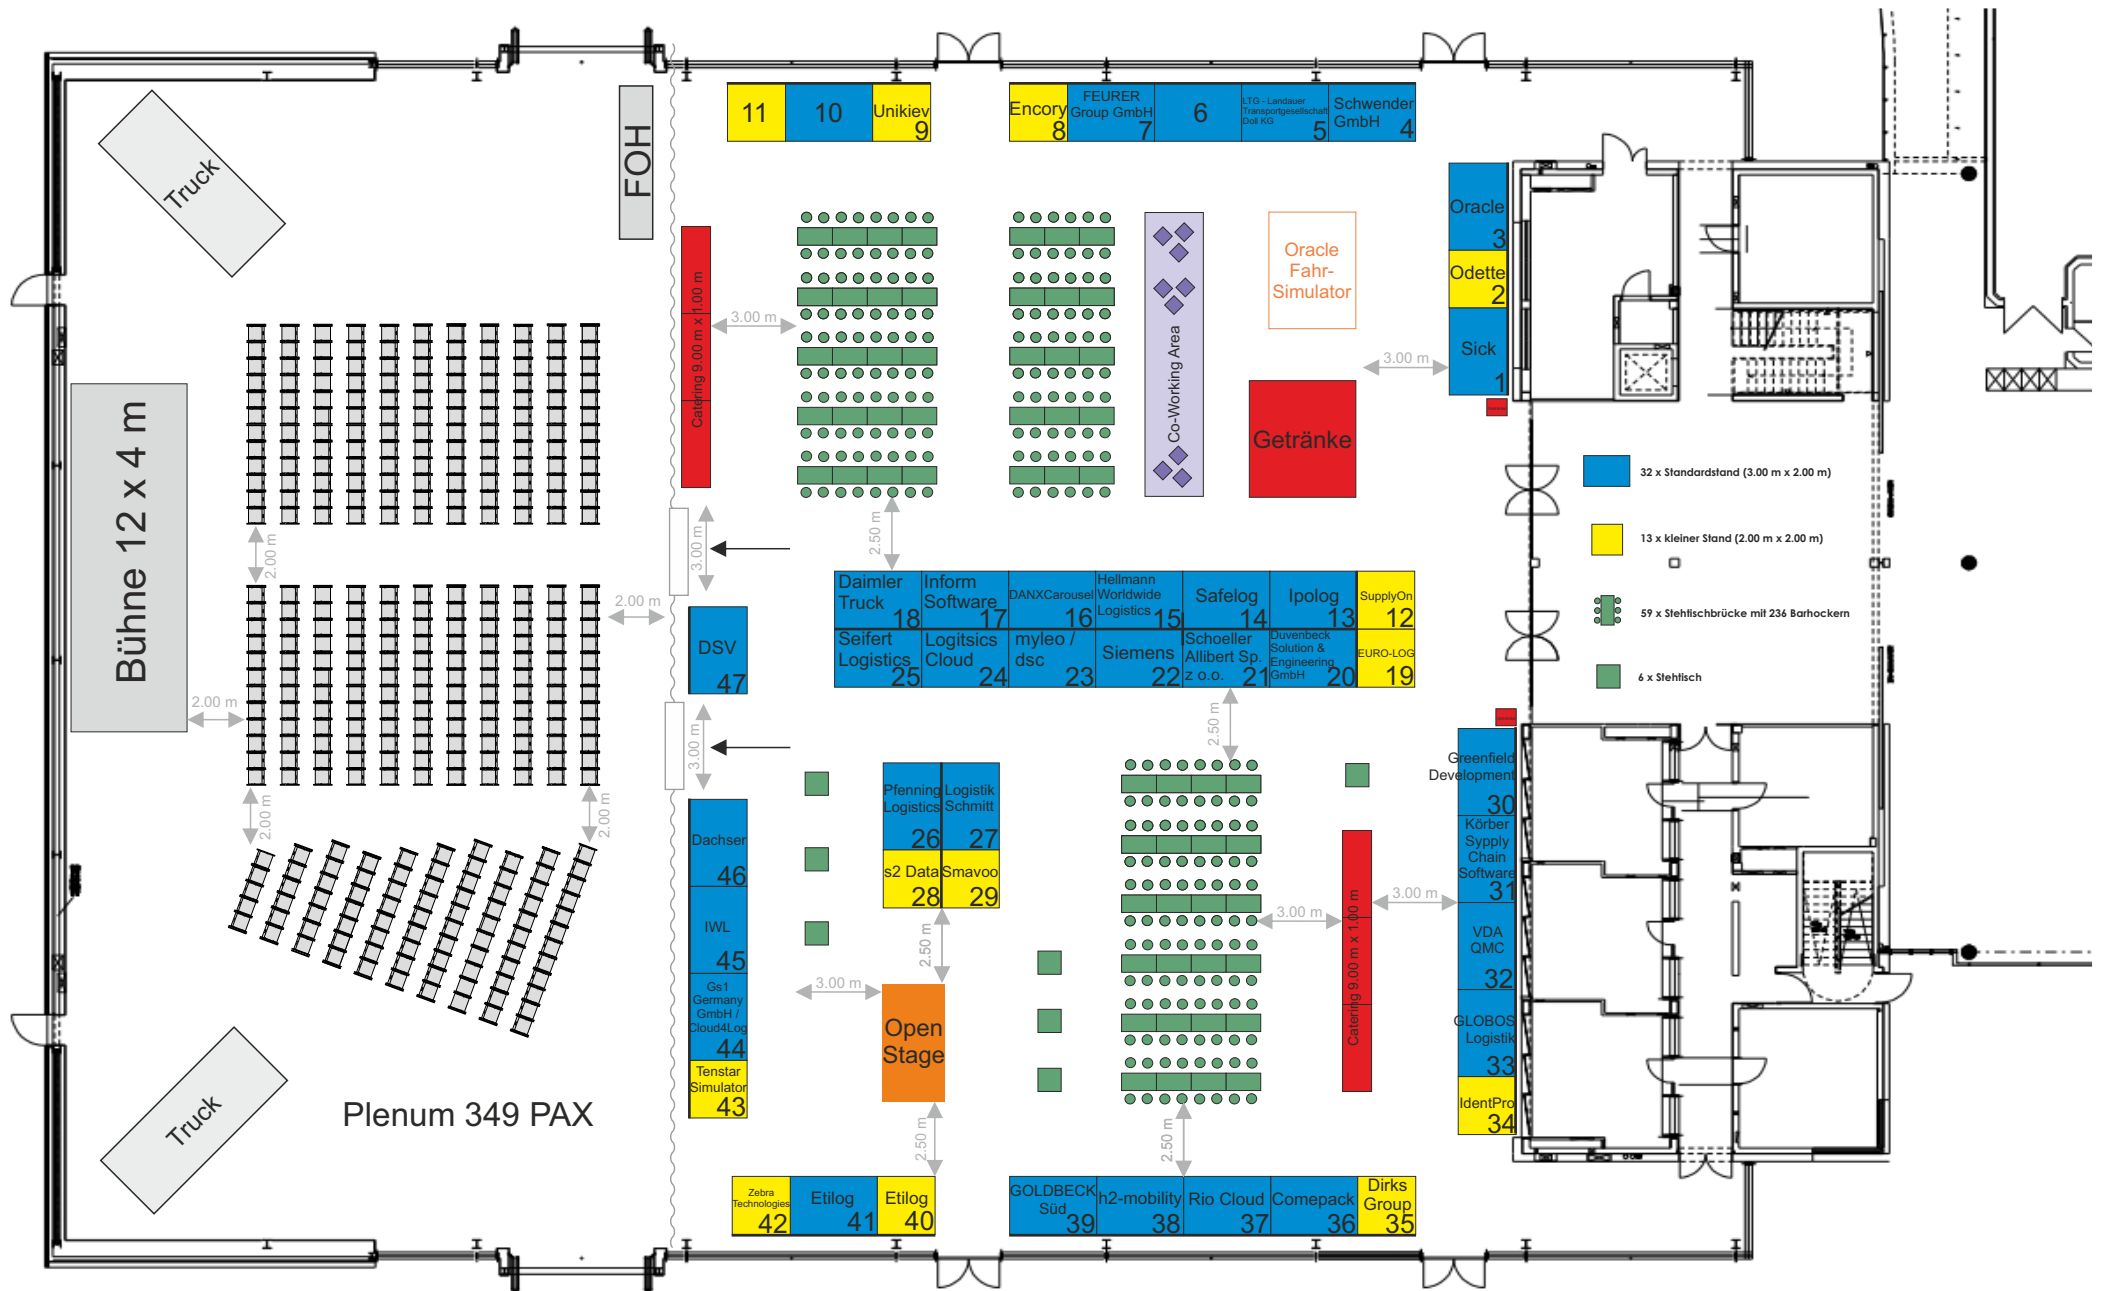 11
10
Unikiev
9
Encory
8
FEURER
Group GmbH
7
6
LTG - Landauer
Transportgesellschaft
Doll KG
5
Schwender
GmbH
4
Truck
FOH
Oracle
3
Odette
2
Sick
1
Catering 9.00 m x 1.00 m
3.00 m
Co-Working Area
Oracle
Fahr-
Simulator
3.00 m
Getränke
Bühne 12 x 4 m
2.00 m
2.00 m
2.00 m
2.00 m
2.00 m
3.00 m
2.50 m
32 x Standardstand (3.00 m x 2.00 m)
13 x kleiner Stand (2.00 m x 2.00 m)
59 x Stehtischbrücke mit 236 Barhockern
6 x Stehtisch
Daimler
Truck
18
Inform
Software
17
DANXCarousel
16
Hellmann
Worldwide
Logistics
15
Safelog
14
Ipolog
13
SupplyOn
12
Seifert
Logistics
25
Logitsics
Cloud
24
myleo /
dsc
23
Siemens
22
Schoeller
Allibert Sp.
z o.o.
21
Duvenbeck
Solution &
Engineering
GmbH
20
EURO-LOG
19
DSV
47
3.00 m
2.50 m
Pfenning
Logistics
26
Logistik
Schmitt
27
s2 Data
28
Smavoo
29
2.50 m
Dachser
46
IWL
45
Gs1
Germany
GmbH /
Cloud4Log
44
Tenstar
Simulator
43
3.00 m
Open
Stage
2.50 m
3.00 m
Catering 9.00 m x 1.00 m
3.00 m
2.50 m
Greenfield
Development
30
Körber
Sypply
Chain
Software
31
VDA
QMC
32
GLOBOS
Logistik
33
IdentPro
34
Truck
Plenum 349 PAX
Zebra
Technologies
42
Etilog
41
Etilog
40
GOLDBECK
Süd
39
h2-mobility
38
Rio Cloud
37
Comepack
36
Dirks
Group
35